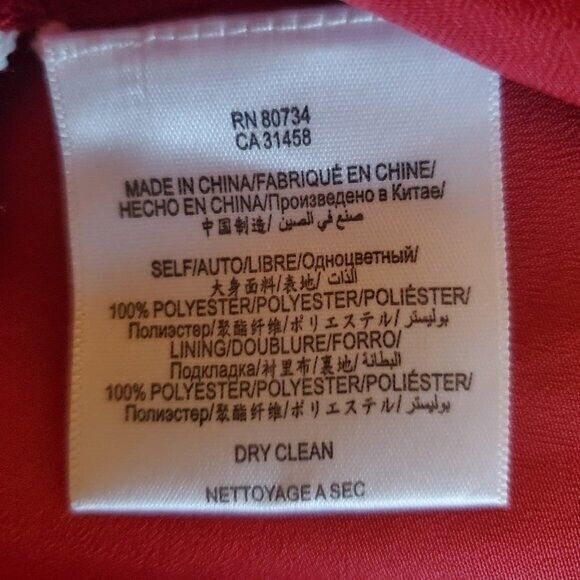 RN 80734
CA 31458
MADE IN CHINA/FABRIQUÉ EN CHINE/
HECHO EN CHINA/Произведено в Китае/
中国制造/ صنع في الصين/
SELF/AUTO/LIBRE/Одноцветный/
大身面料/表地/ الذات/
100% POLYESTER/POLYESTER/POLIÉSTER/
Полиэстер/聚酯纤维/ポリエステル/ بوليستر/
LINING/DOUBLURE/FORRO/
Подкладка/衬里布/裏地/ البطانة/
100% POLYESTER/POLYESTER/POLIÉSTER/
Полиэстер/聚酯纤维/ポリエステル/ بوليستر/
DRY CLEAN
NETTOYAGE A SEC